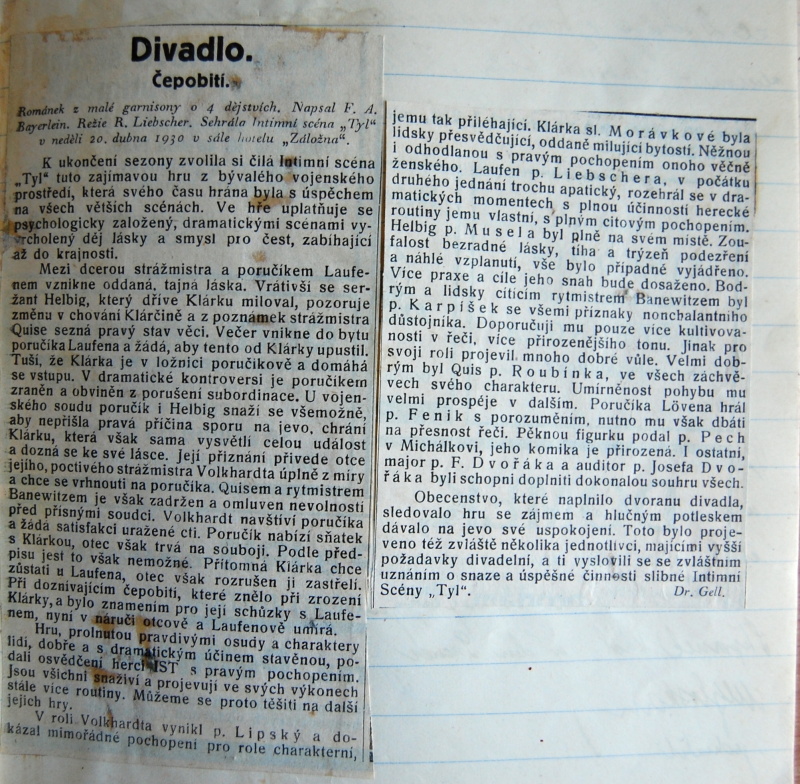 Divadlo.
Čepobití.
Románek z malé garnisony o 4 dějstvích. Napsal F. A.
Bayerlein. Režie R. Liebscher. Sehrála Intimní scéna „Tyl“
v neděli 20. dubna 1930 v sále hotelu „Záložna“.
K ukončení sezony zvolila si čilá Intimní scéna
„Tyl“ tuto zajímavou hru z bývalého vojenského
prostředí, která svého času hrána byla s úspěchem
na všech větších scénách. Ve hře uplatňuje se
psychologicky založený, dramatickými scénami vy-
vrcholený děj lásky a smysl pro čest, zabíhající
až do krajnosti.
Mezi dcerou strážmistra a poručíkem Laufe-
nem vznikne oddaná, tajná láska. Vrátivši se ser-
žant Helbig, který dříve Klárku miloval, pozoruje
změnu v chování Klárčině a z poznámek strážmistra
Quise sezná pravý stav věci. Večer vnikne do bytu
poručíka Laufena a žádá, aby tento od Klárky upustil.
Tuší, že Klárka je v ložnici poručíkově a domáhá
se vstupu. V dramatické kontroversi je poručíkem
zraněn a obviněn z porušení subordinace. U vojen-
ského soudu poručík i Helbig snaží se všemožně,
aby nepřišla pravá příčina sporu na jevo, chrání
Klárku, která však sama vysvětlí celou událost
a dozná se ke své lásce. Její přiznání přivede otce
jejího, poctivého strážmistra Volkhardta úplně z míry
a chce se vrhnouti na poručíka. Quisem a rytmistrem
Banewitzem je však zadržen a omluven nevolností
před přísnými soudci. Volkhardt navštíví poručíka
a žádá satisfakci uražené cti. Poručík nabízí sňatek
s Klárkou, otec však trvá na souboji. Podle před-
pisu jest to však nemožné. Přítomná Klárka chce
zůstati u Laufena, otec však rozrušen ji zastřelí.
Při doznívajícím čepobití, které znělo při zrození
Klárky, a bylo znamením pro její schůzky s Laufe-
nem, nyní v náručí otcově a Laufenově umírá.
Hru, prolnutou pravdivými osudy a charaktery
lidí, dobře a s dramatickým účinem stavěnou, po-
dali osvědčení herci IST s pravým pochopením.
Jsou všichni snaživí a projevují ve svých výkonech
stále více routiny. Můžeme se proto těšiti na další
jejich hry.
V roli Volkhardta vynikl p. Lipský a do-
kázal mimořádné pochopení pro role charakterní,
jemu tak přiléhající. Klárka sl. Morávkové byla
lidsky přesvědčující, oddaně milující bytostí. Něžnou
i odhodlanou s pravým pochopením onoho věčně
ženského. Laufen p. Liebschera, v počátku
druhého jednání trochu apatický, rozehrál se v dra-
matických momentech s plnou účinností herecké
routiny jemu vlastní, s plným citovým pochopením.
Helbig p. Musela byl plně na svém místě. Zou-
falost bezradné lásky, tíha a trýzeň podezření
a náhlé vzplanutí, vše bylo případně vyjádřeno.
Více praxe a cíle jeho snah bude dosaženo. Bod-
rým a lidsky cítícím rytmistrem Banewitzem byl
p. Karpíšek se všemi příznaky nonchalantního
důstojníka. Doporučuji mu pouze více kultivova-
nosti v řeči, více přirozenějšího tonu. Jinak pro
svoji roli projevil mnoho dobré vůle. Velmi dob-
rým byl Quis p. Roubínka, ve všech záchvě-
vech svého charakteru. Umírněnost pohybu mu
velmi prospěje v dalším. Poručíka Lövena hrál
p. Fenik s porozuměním, nutno mu však dbáti
na přesnost řeči. Pěknou figurku podal p. Pech
v Michálkovi, jeho komika je přirozená. I ostatní,
major p. F. Dvořáka a auditor p. Josefa Dvo-
řáka byli schopni doplniti dokonalou souhru všech.
Obecenstvo, které naplnilo dvoranu divadla,
sledovalo hru se zájmem a hlučným potleskem
dávalo na jevo své uspokojení. Toto bylo proje-
veno též zvláště několika jednotlivci, majícími vyšší
požadavky divadelní, a ti vyslovili se se zvláštním
uznáním o snaze a úspěšné činnosti slibné Intimní
Scény „Tyl“. Dr. Gell.